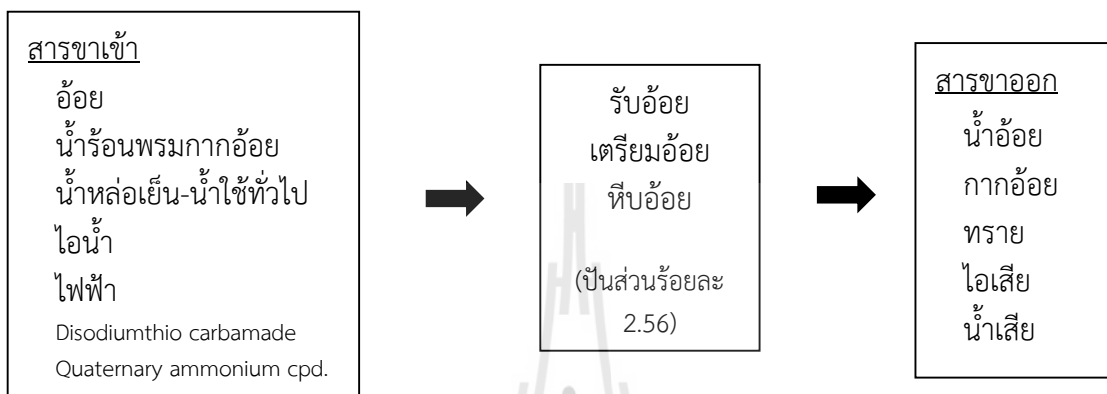 สารขาเข้า
อ้อย
น้ำร้อนพรมกากอ้อย
น้ำหล่อเย็น-น้ำใช้ทั่วไป
ไอน้ำ
ไฟฟ้า
Disodiumthio carbamade
Quaternary ammonium cpd.
รับอ้อย
เตรียมอ้อย
หีบอ้อย
(ปันส่วนร้อยละ
2.56)
สารขาออก
น้ำอ้อย
กากอ้อย
ทราย
ไอเสีย
น้ำเสีย